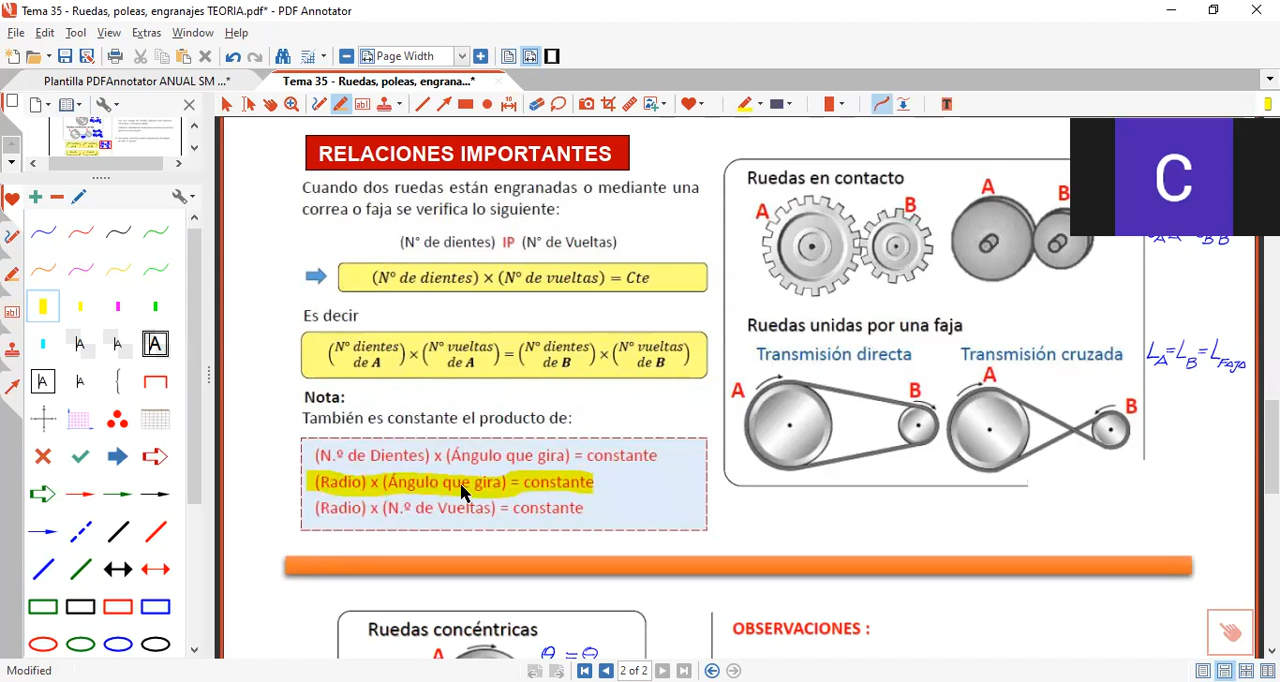 Tema 35 - Ruedas, poleas, engranajes TEORIA.pdf* - PDF Annotator
File Edit Tool View Extras Window Help
Page Width
Plantilla PDFAnnotator ANUAL SM ...*
Tema 35 - Ruedas, poleas, engrana...*
RELACIONES IMPORTANTES
Cuando dos ruedas están engranadas o mediante una
correa o faja se verifica lo siguiente:
(N° de dientes) IP (N° de Vueltas)
(N° de dientes) × (N° de vueltas) = Cte
Es decir
(N° dientes de A) × (N° vueltas de A) = (N° dientes de B) × (N° vueltas de B)
Nota:
También es constante el producto de:
(N.º de Dientes) x (Ángulo que gira) = constante
(Radio) x (Ángulo que gira) = constante
(Radio) x (N.º de Vueltas) = constante
Ruedas en contacto
A B A B
C
Ruedas unidas por una faja
Transmisión directa Transmisión cruzada
A B A B
L_A = L_B = L_Faja
Ruedas concéntricas
A
θ = θ
OBSERVACIONES :
Modified
2 of 2